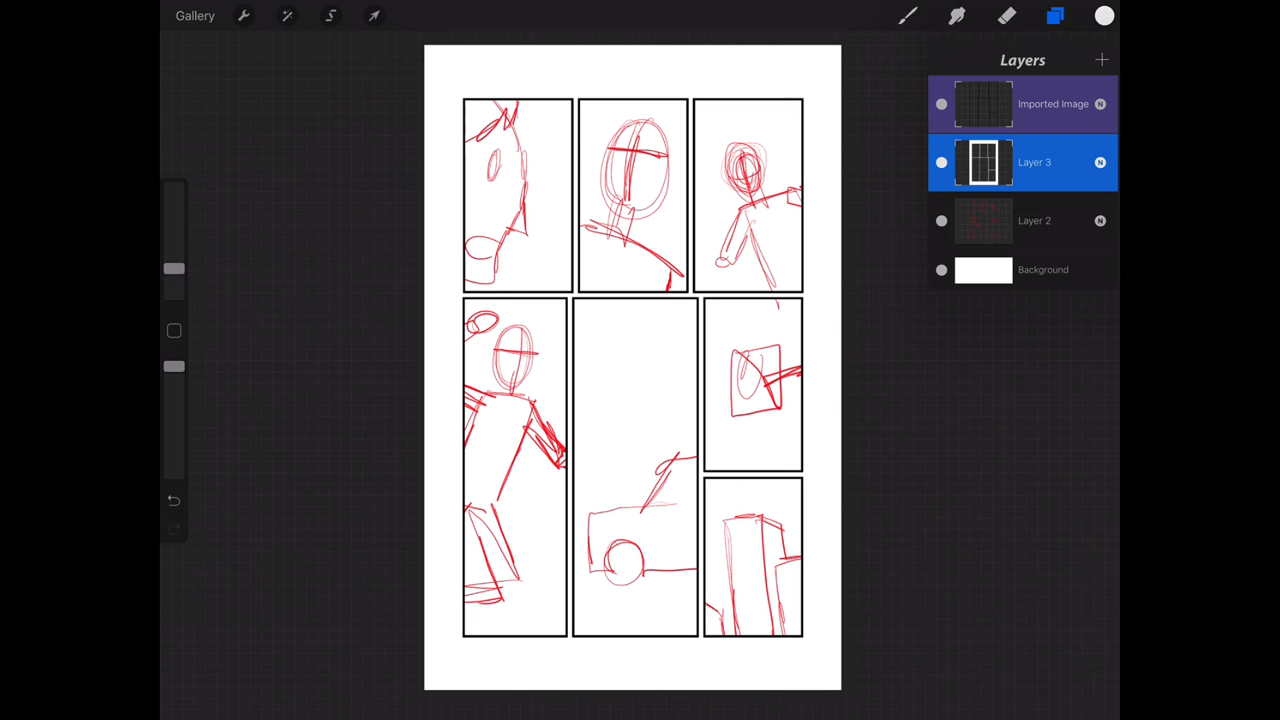 Gallery
Layers
Imported Image
N
Layer 3
N
Layer 2
N
Background